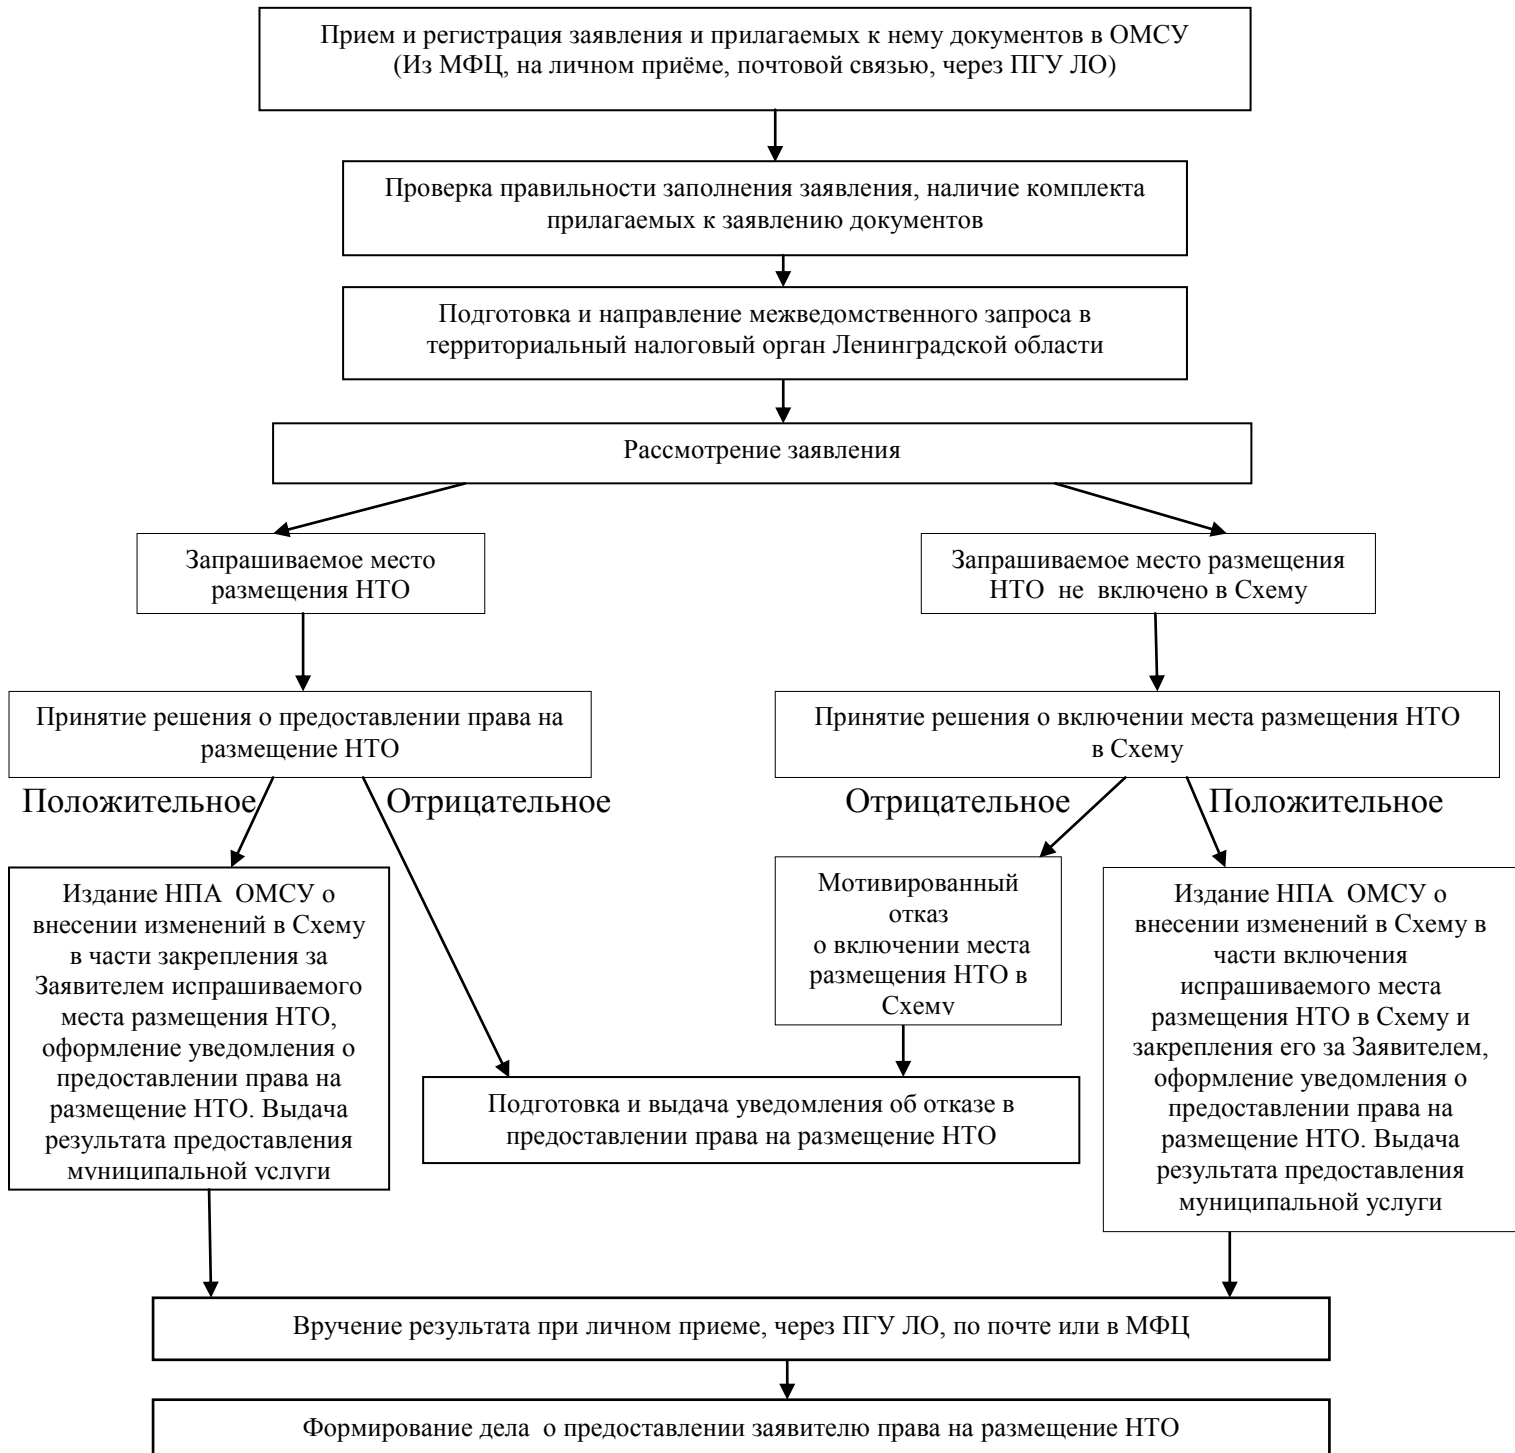 Прием и регистрация заявления и прилагаемых к нему документов в ОМСУ
(Из МФЦ, на личном приёме, почтовой связью, через ПГУ ЛО)
Проверка правильности заполнения заявления, наличие комплекта
прилагаемых к заявлению документов
Подготовка и направление межведомственного запроса в
территориальный налоговый орган Ленинградской области
Рассмотрение заявления
Запрашиваемое место
размещения НТО
Запрашиваемое место размещения
НТО не включено в Схему
Принятие решения о предоставлении права на
размещение НТО
Принятие решения о включении места размещения НТО
в Схему
Положительное
Отрицательное
Отрицательное
Положительное
Издание НПА ОМСУ о
внесении изменений в Схему
в части закрепления за
Заявителем испрашиваемого
места размещения НТО,
оформление уведомления о
предоставлении права на
размещение НТО. Выдача
результата предоставления
муниципальной услуги
Мотивированный
отказ
о включении места
размещения НТО в
Схему
Издание НПА ОМСУ о
внесении изменений в Схему в
части включения
испрашиваемого места
размещения НТО в Схему и
закрепления его за Заявителем,
оформление уведомления о
предоставлении права на
размещение НТО. Выдача
результата предоставления
муниципальной услуги
Подготовка и выдача уведомления об отказе в
предоставлении права на размещение НТО
Вручение результата при личном приеме, через ПГУ ЛО, по почте или в МФЦ
Формирование дела о предоставлении заявителю права на размещение НТО